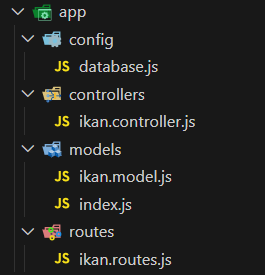 app
config
JS database.js
controllers
JS ikan.controller.js
models
JS ikan.model.js
JS index.js
routes
JS ikan.routes.js